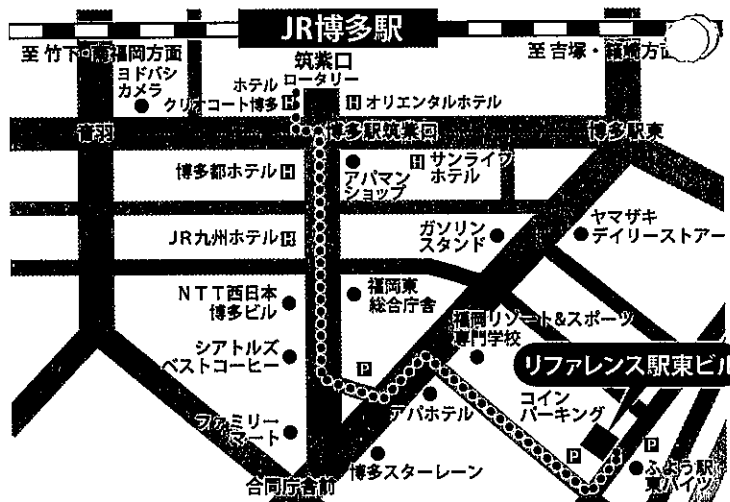 JR博多駅
至 竹下・南福岡方面
筑紫口
至 吉塚・箱崎方面
ヨドバシ
カメラ
ホテル
ロータリー
クリオコート博多 H
H オリエンタルホテル
音羽
博多駅筑紫口
博多駅東
博多都ホテル H
アパマン
ショップ
H サンライフ
ホテル
JR九州ホテル H
ガソリン
スタンド
ヤマザキ
デイリーストアー
NTT西日本
博多ビル
福岡東
総合庁舎
福岡リゾート&スポーツ
専門学校
シアトルズ
ベストコーヒー
P
リファレンス駅東ビル
アパホテル
コイン
パーキング
ファミリー
マート
P
P
博多スターレーン
ふよう駅
東ハイツ
合同庁舎前